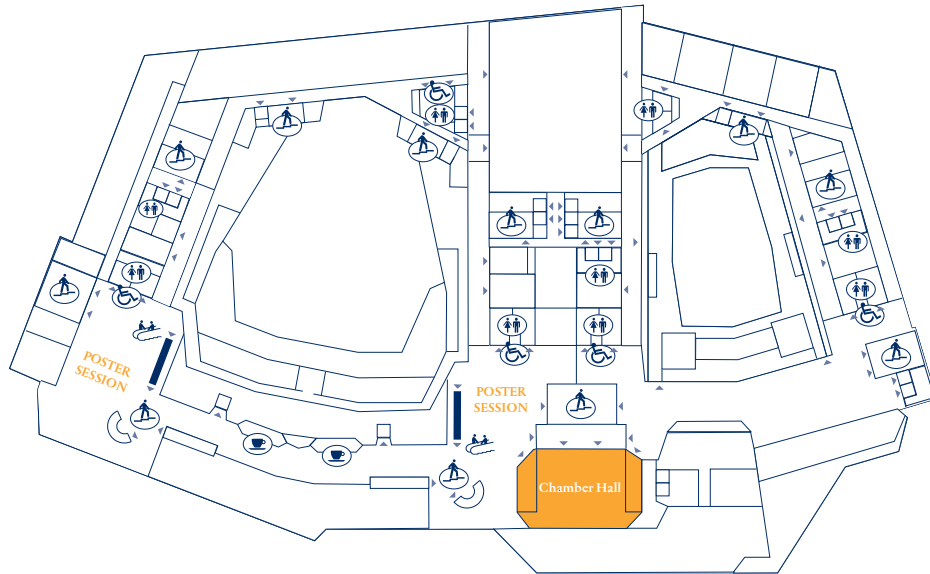 POSTER
SESSION
POSTER
SESSION
Chamber Hall